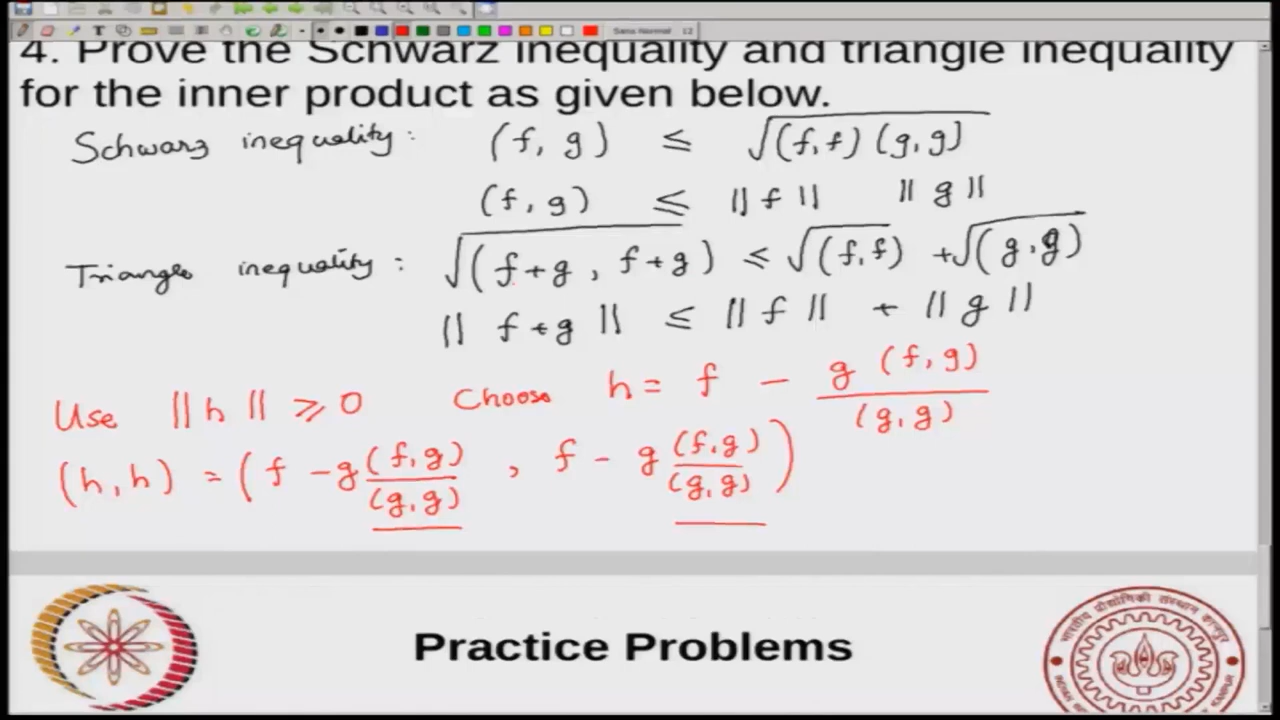 4. Prove the Schwarz inequality and triangle inequality
for the inner product as given below.
Schwarz inequality: (f, g) ≤ √(f,f) (g,g)
(f, g) ≤ ||f|| ||g||
Triangle inequality: √(f+g, f+g) ≤ √(f,f) + √(g,g)
||f+g|| ≤ ||f|| + ||g||
Use ||h|| ≥ 0 Choose h = f - g (f,g) / (g,g)
(h,h) = (f - g (f,g) / (g,g), f - g (f,g) / (g,g))
Practice Problems